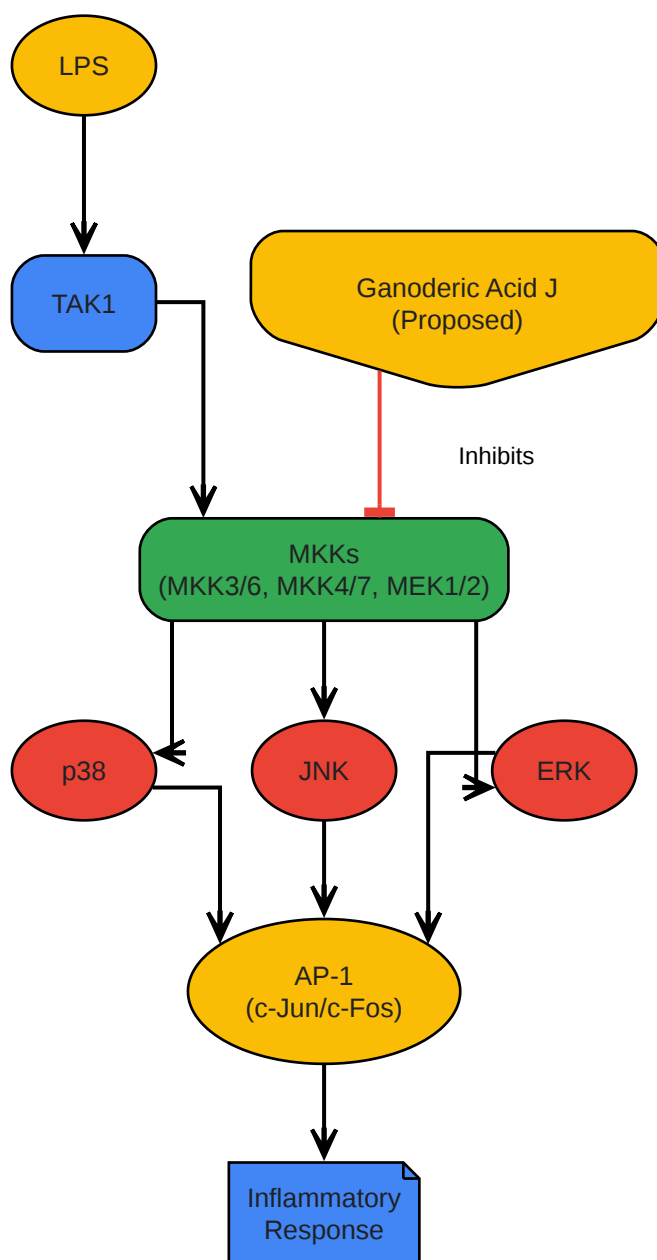 LPS
TAK1
Ganoderic Acid J
(Proposed)
Inhibits
MKKs
(MKK3/6, MKK4/7, MEK1/2)
p38
JNK
ERK
AP-1
(c-Jun/c-Fos)
Inflammatory
Response